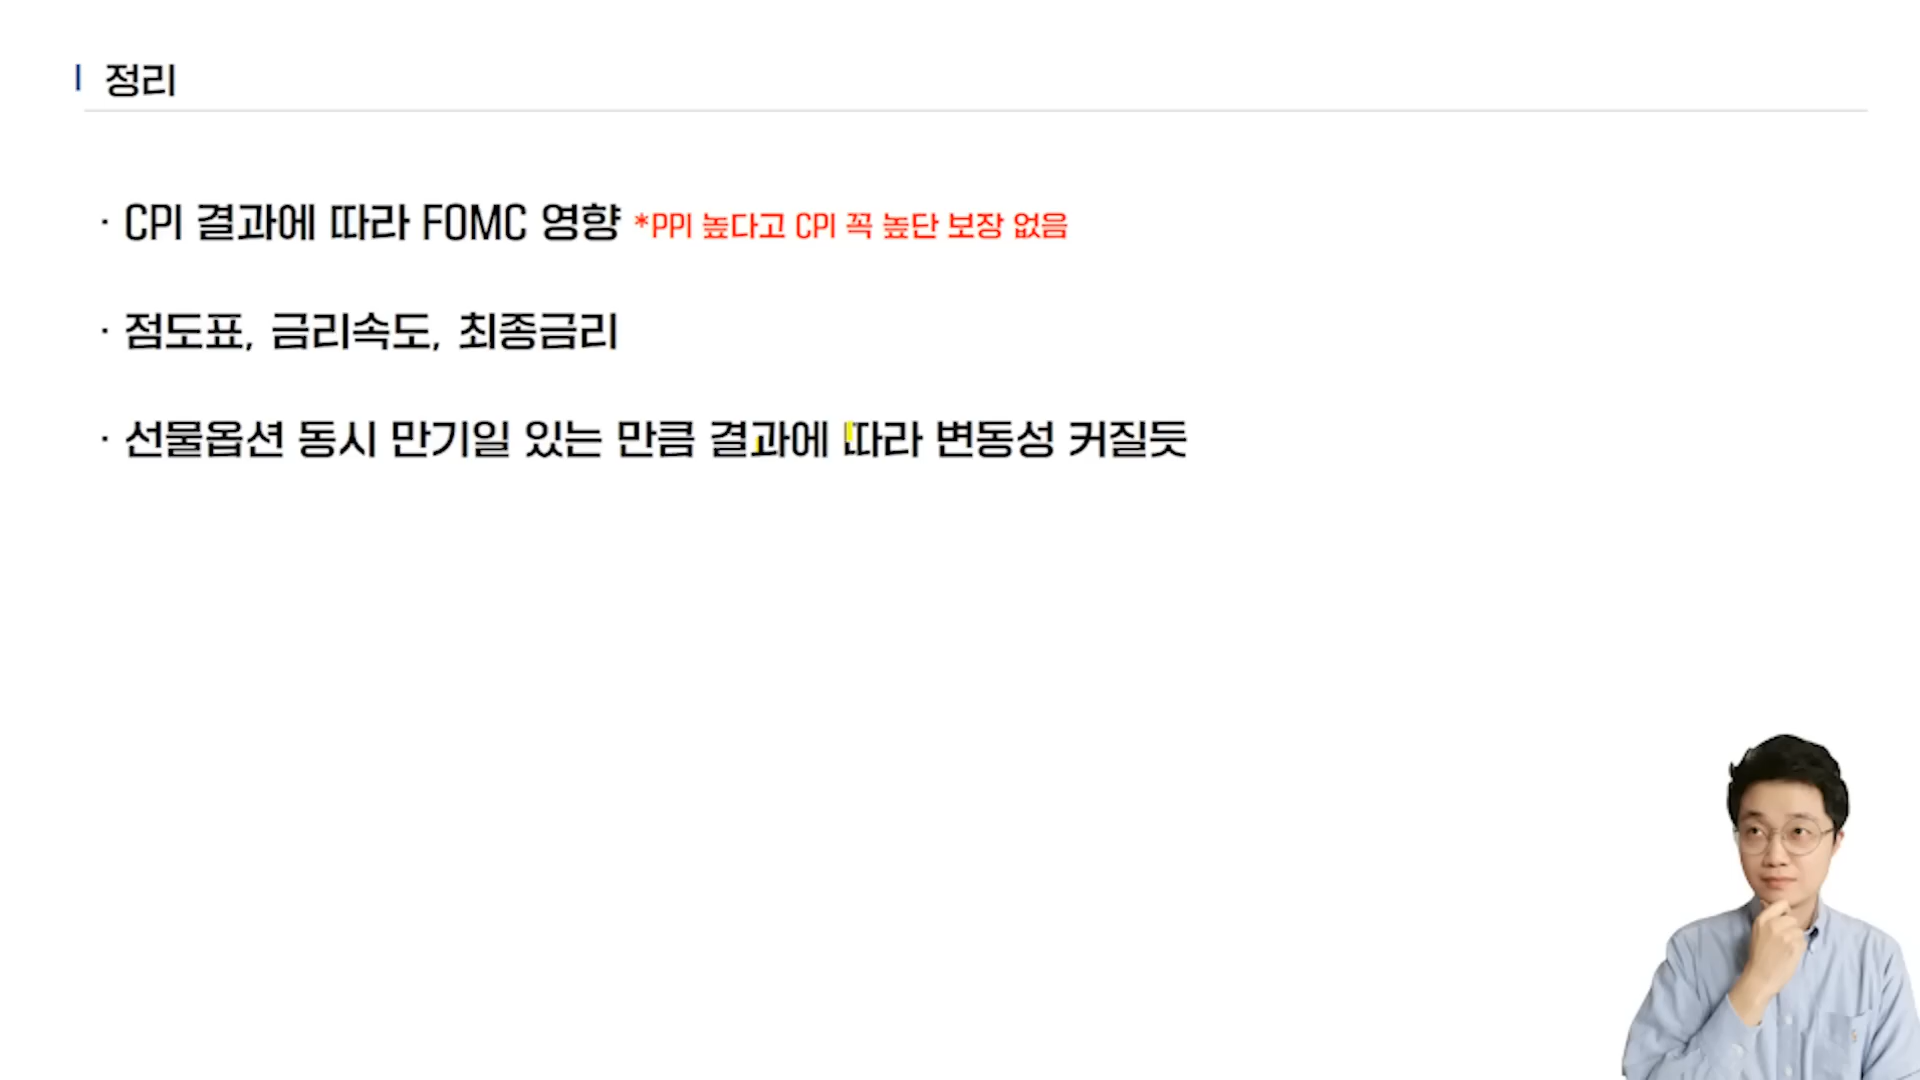 정리
· CPI 결과에 따라 FOMC 영향 *PPI 높다고 CPI 꼭 높단 보장 없음
· 점도표, 금리속도, 최종금리
· 선물옵션 동시 만기일 있는 만큼 결과에 따라 변동성 커질듯